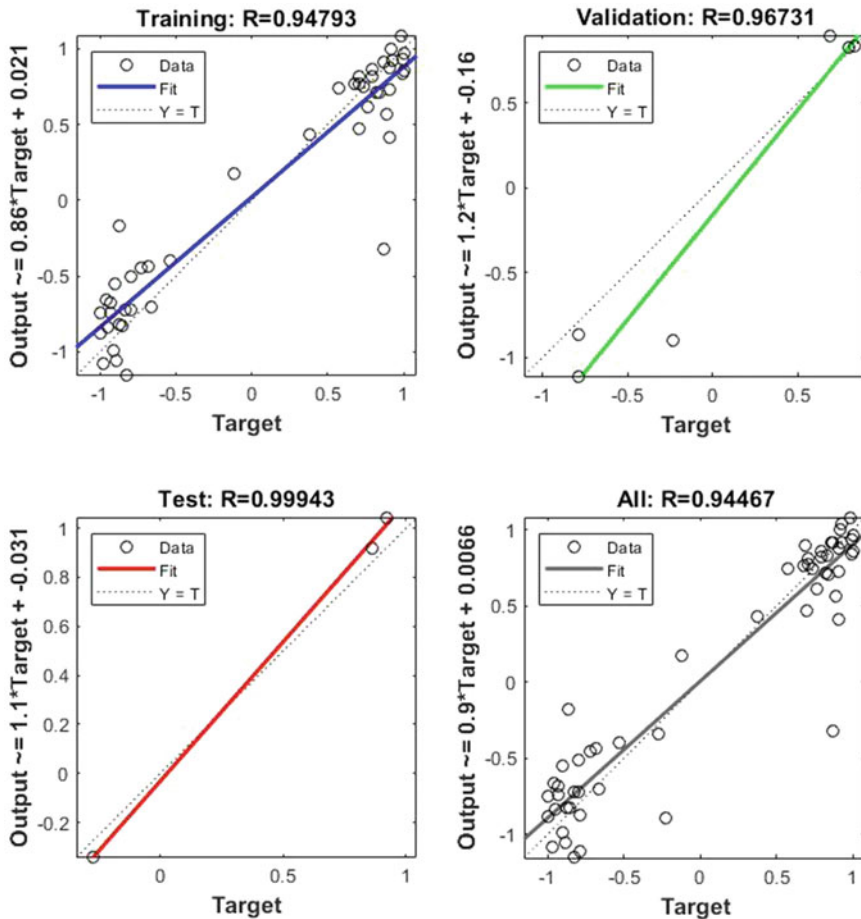 Training: R=0.94793
Output ~= 0.86*Target + 0.021
1
0.5
0
-0.5
-1
Data
Fit
Y = T
-1
-0.5
0
0.5
1
Target
Validation: R=0.96731
Output ~= 1.2*Target + -0.16
0.5
0
-0.5
-1
Data
Fit
Y = T
-1
-0.5
0
0.5
Target
Test: R=0.99943
Output ~= 1.1*Target + -0.031
1
0.8
0.6
0.4
0.2
0
-0.2
Data
Fit
Y = T
0
0.5
1
Target
All: R=0.94467
Output ~= 0.9*Target + 0.0066
1
0.5
0
-0.5
-1
Data
Fit
Y = T
-1
-0.5
0
0.5
1
Target